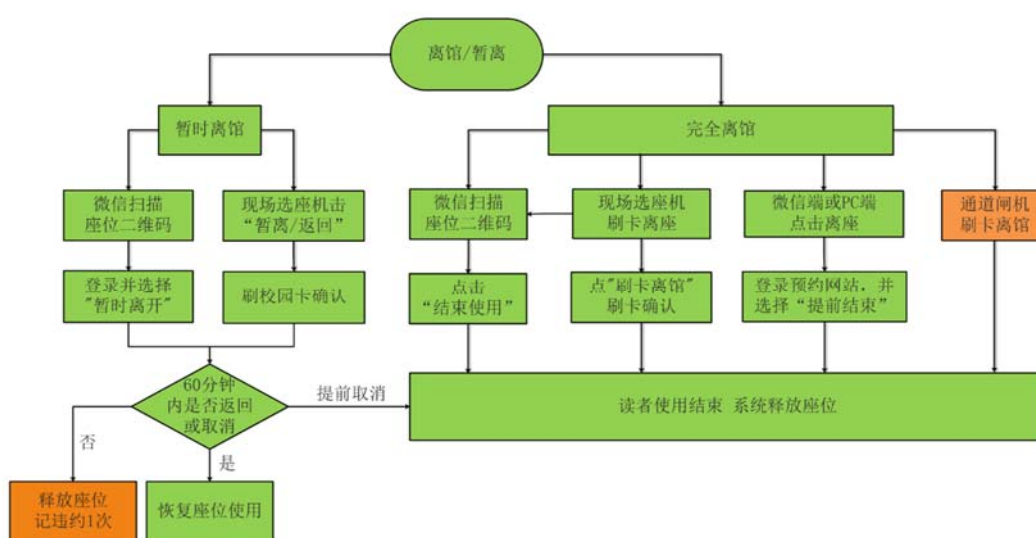 离馆/暂离
暂时离馆
完全离馆
微信扫描
座位二维码
现场选座机击
“暂离/返回”
微信扫描
座位二维码
现场选座机
刷卡离座
微信端或PC端
点击离座
通道闸机
刷卡离馆
登录并选择
"暂时离开"
刷校园卡确认
点击
“结束使用”
点"刷卡离馆"
刷卡确认
登录预约网站，并
选择“提前结束”
60分钟
内是否返回
或取消
提前取消
读者使用结束 系统释放座位
否
是
释放座位
记违约1次
恢复座位使用